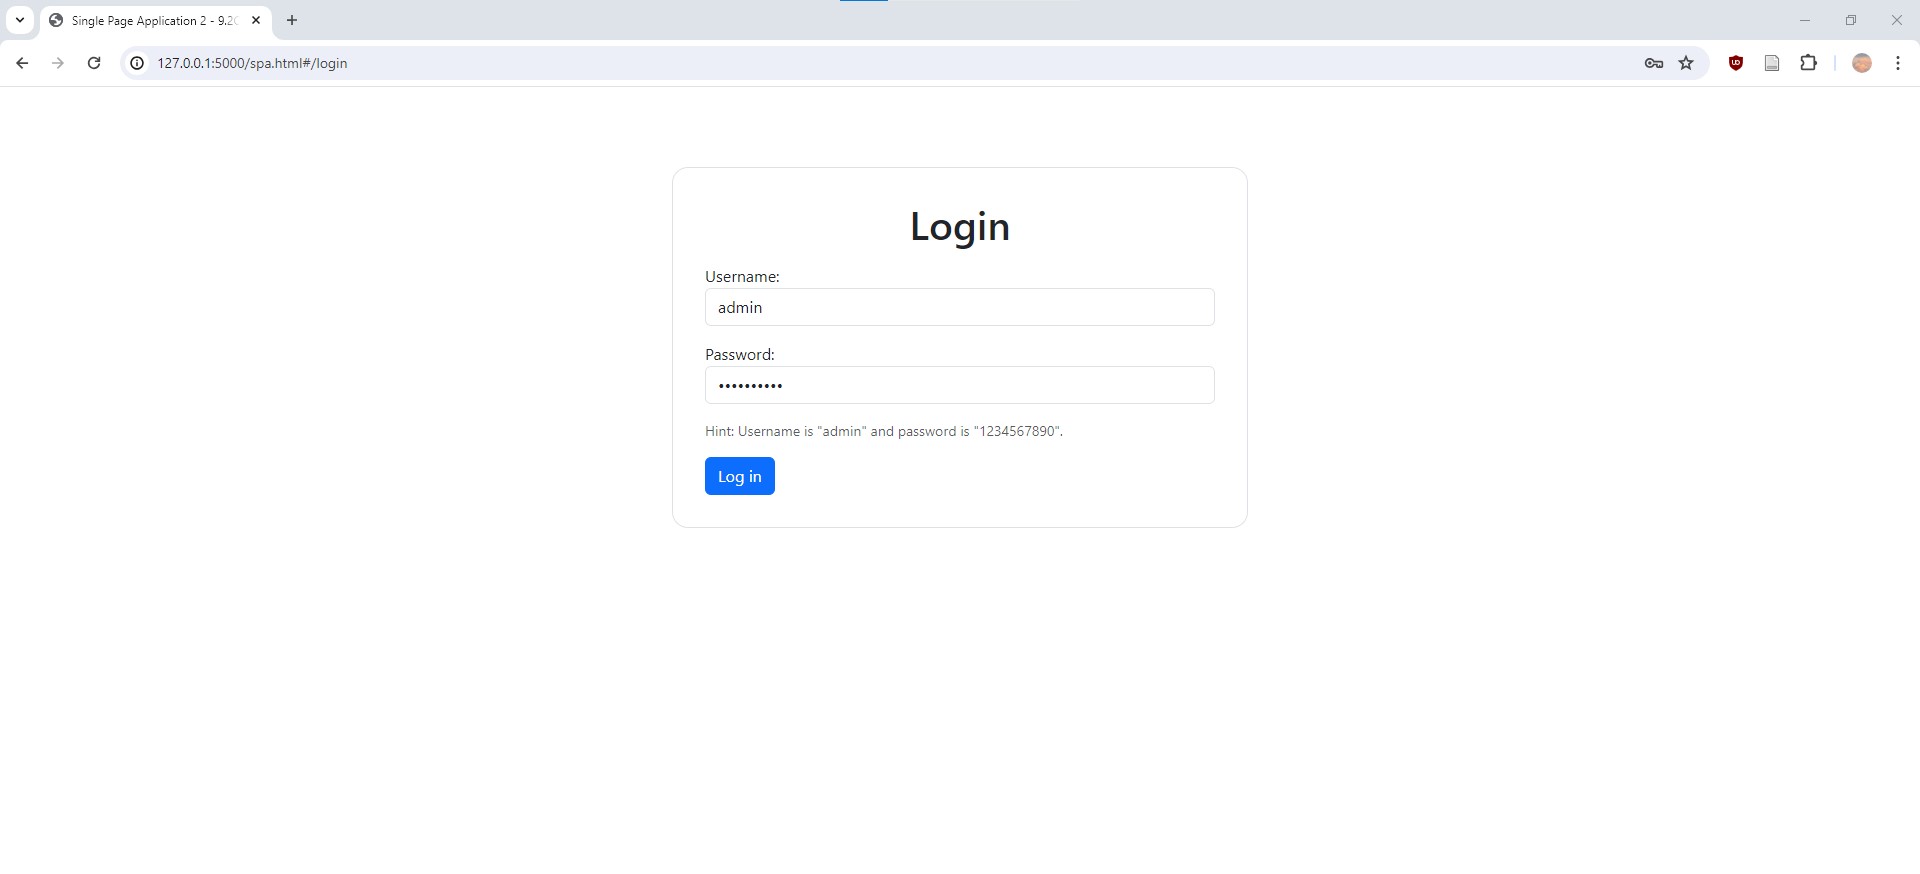 Single Page Application 2 - 9.2
127.0.0.1:5000/spa.html#/login
Login
Username:
admin
Password:
••••••••••
Hint: Username is "admin" and password is "1234567890".
Log in